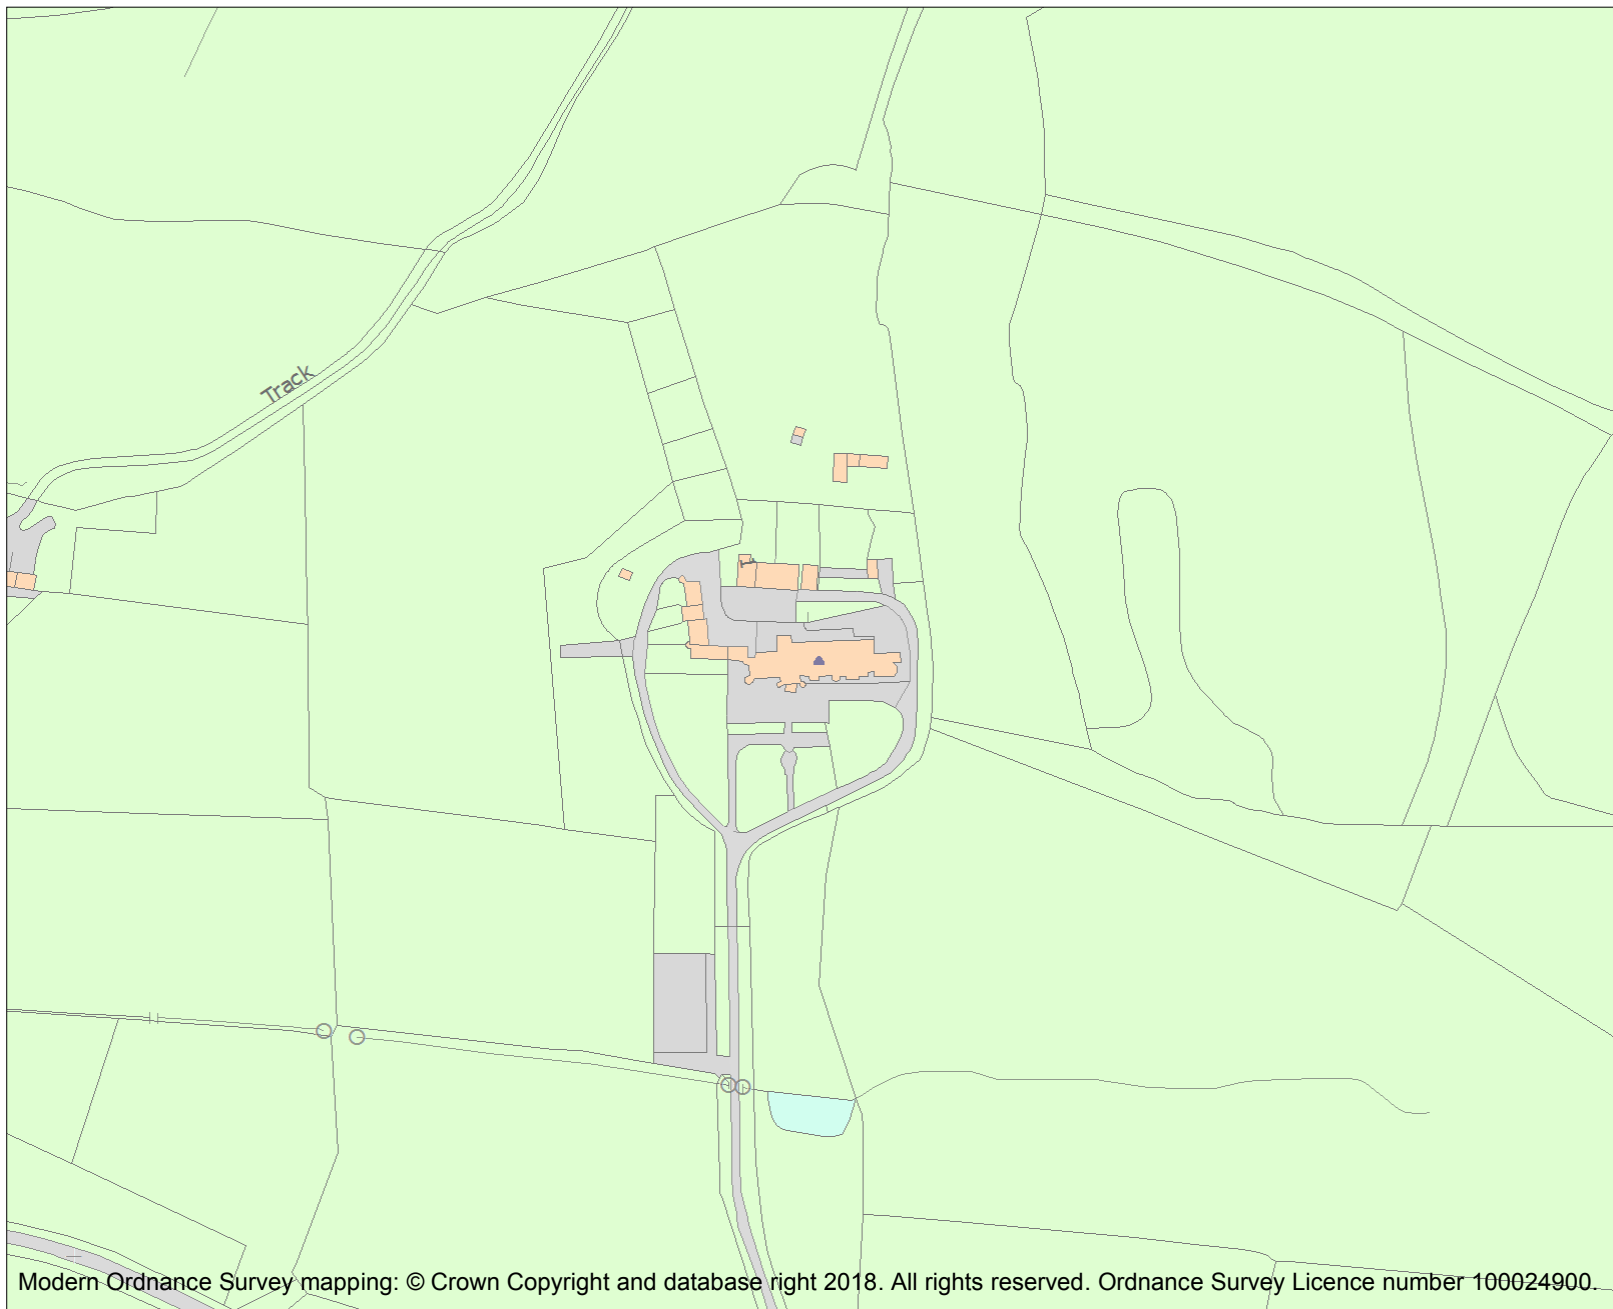 Track
1
Modern Ordnance Survey mapping: © Crown Copyright and database right 2018. All rights reserved. Ordnance Survey Licence number 100024900.